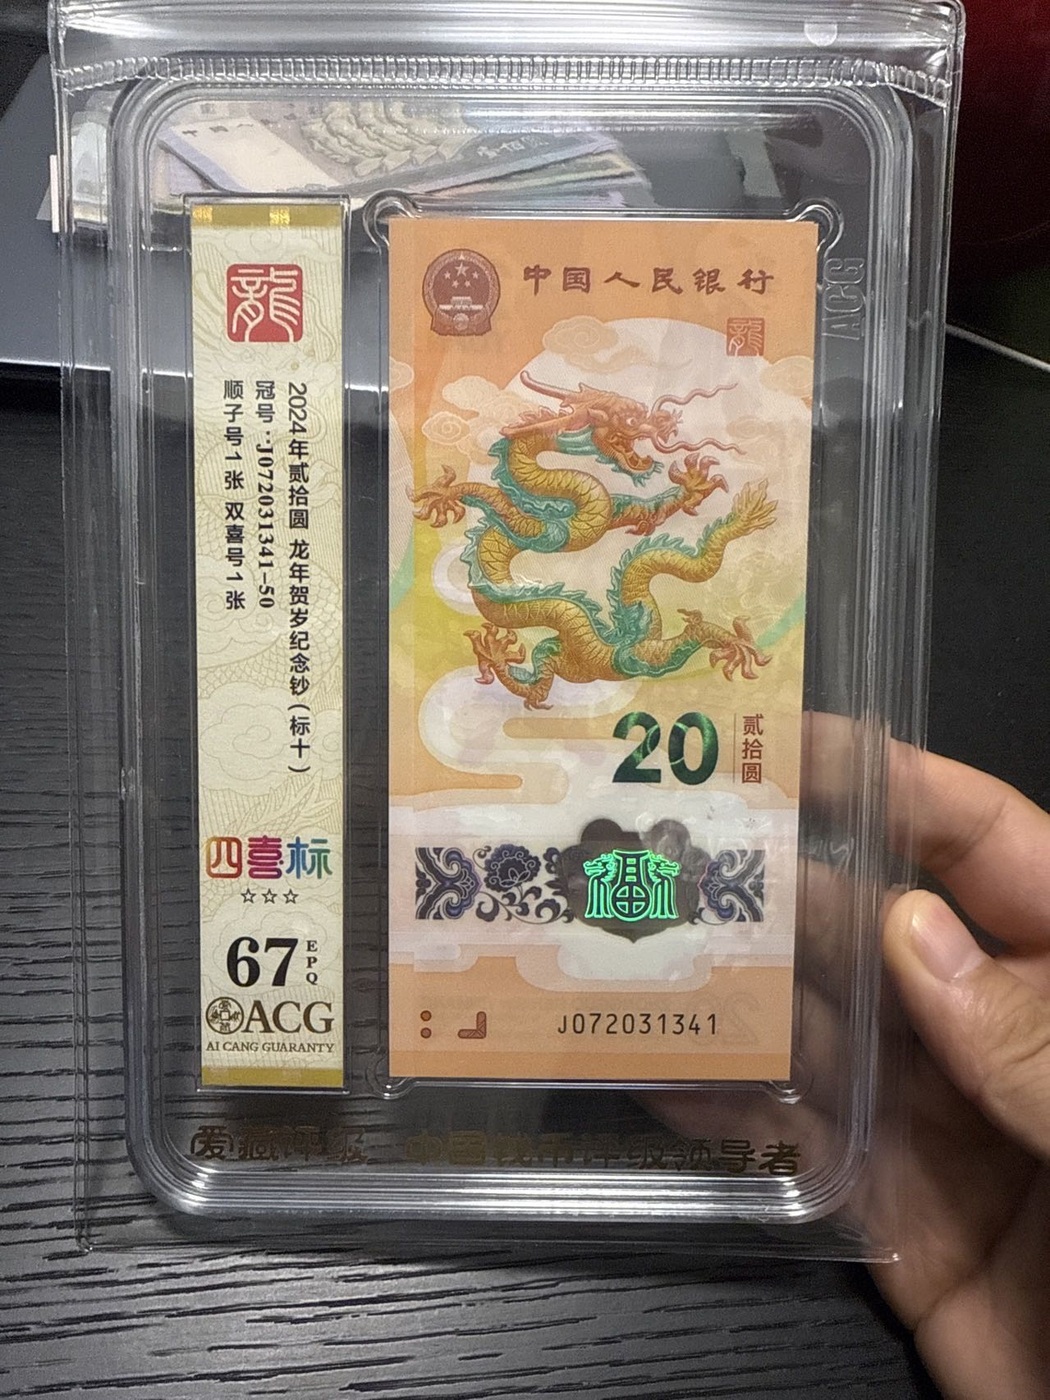 龍
2024年贰拾圆 龙年贺岁纪念钞(标十)
冠号:J072031341-50
顺子号1张 双喜号1张
四喜标
☆☆☆
67 EPQ
ACG
AI CANG GUARANTY
中国人民银行
龍
20
贰拾圆
J072031341
ACG
爱藏评级 中国钱币评级领导者